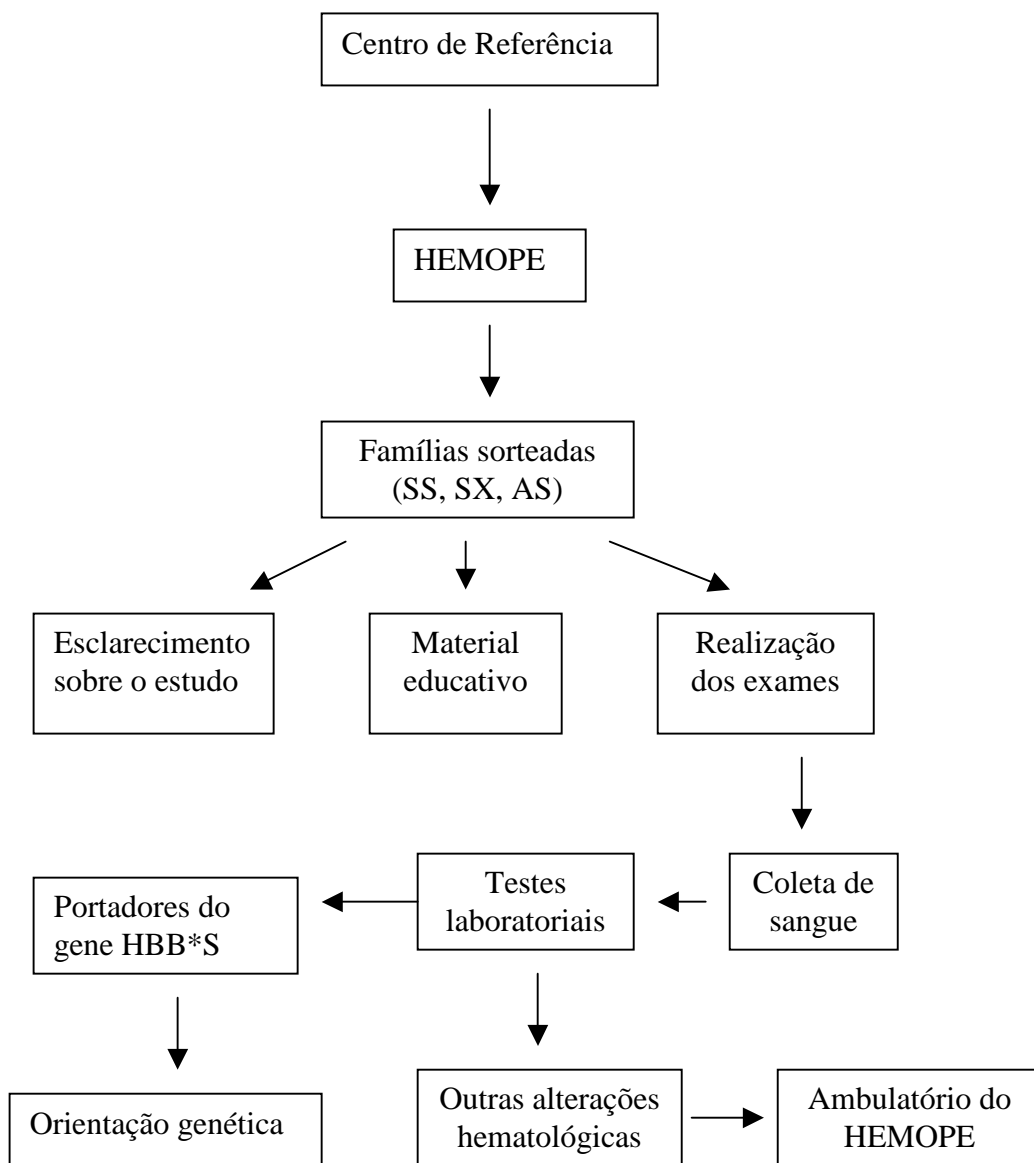 Centro de Referência
HEMOPE
Famílias sorteadas
(SS, SX, AS)
Esclarecimento
sobre o estudo
Material
educativo
Realização
dos exames
Portadores do
gene HBB*S
Testes
laboratoriais
Coleta de
sangue
Orientação genética
Outras alterações
hematológicas
Ambulatório do
HEMOPE